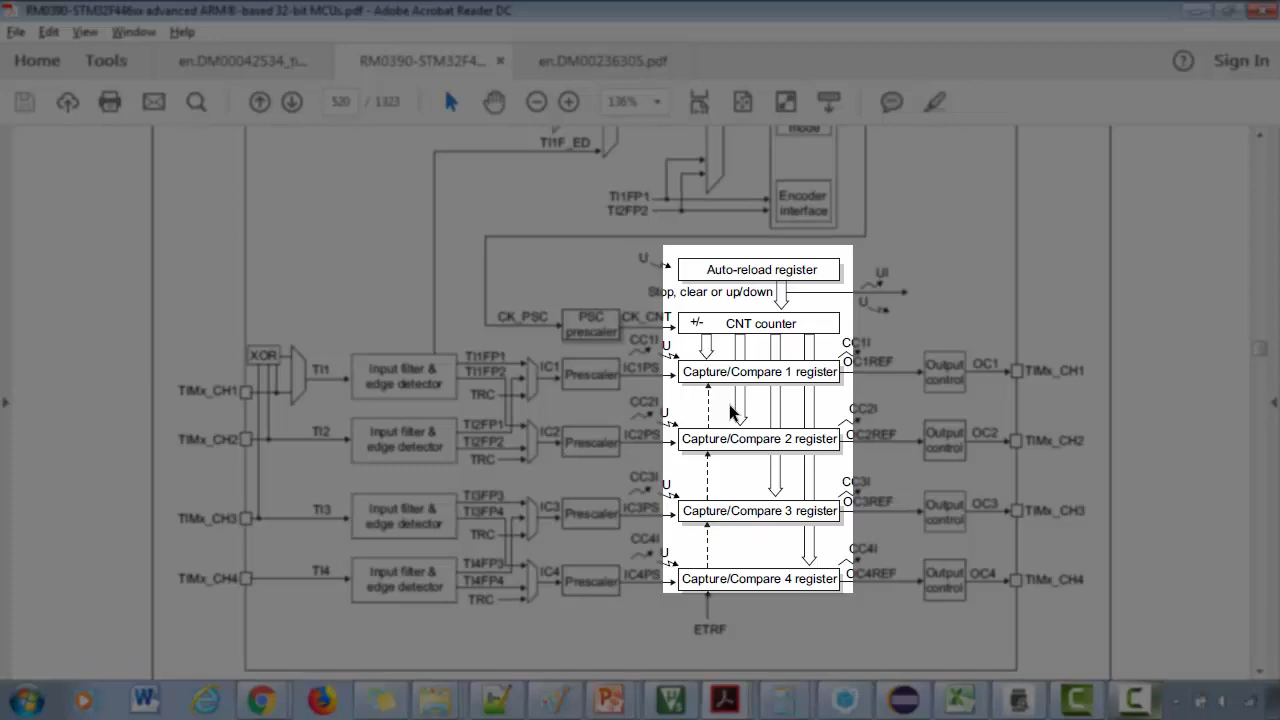 RM0390-STM32F446xx advanced ARM®-based 32-bit MCUs.pdf - Adobe Acrobat Reader DC
File Edit View Window Help
Home Tools en.DM00042534_ti... RM0390-STM32F4... × en.DM00236305.pdf ? Sign In
520 / 1323 136%
mode
TI1F_ED
TI1FP1
TI2FP2
Encoder
interface
U Auto-reload register UI
Stop, clear or up/down U
CK_PSC PSC
prescaler CK_CNT +/- CNT counter
CC1I U CC1I
XOR TI1 Input filter &
edge detector TI1FP1
TI1FP2
TRC IC1 Prescaler IC1PS Capture/Compare 1 register OC1REF Output
control OC1 TIMx_CH1
TIMx_CH1
CC2I U CC2I
TIMx_CH2 TI2 Input filter &
edge detector TI2FP1
TI2FP2
TRC IC2 Prescaler IC2PS Capture/Compare 2 register OC2REF Output
control OC2 TIMx_CH2
CC3I U CC3I
TIMx_CH3 TI3 Input filter &
edge detector TI3FP3
TI3FP4
TRC IC3 Prescaler IC3PS Capture/Compare 3 register OC3REF Output
control OC3 TIMx_CH3
CC4I U CC4I
TIMx_CH4 TI4 Input filter &
edge detector TI4FP3
TI4FP4
TRC IC4 Prescaler IC4PS Capture/Compare 4 register OC4REF Output
control OC4 TIMx_CH4
ETRF